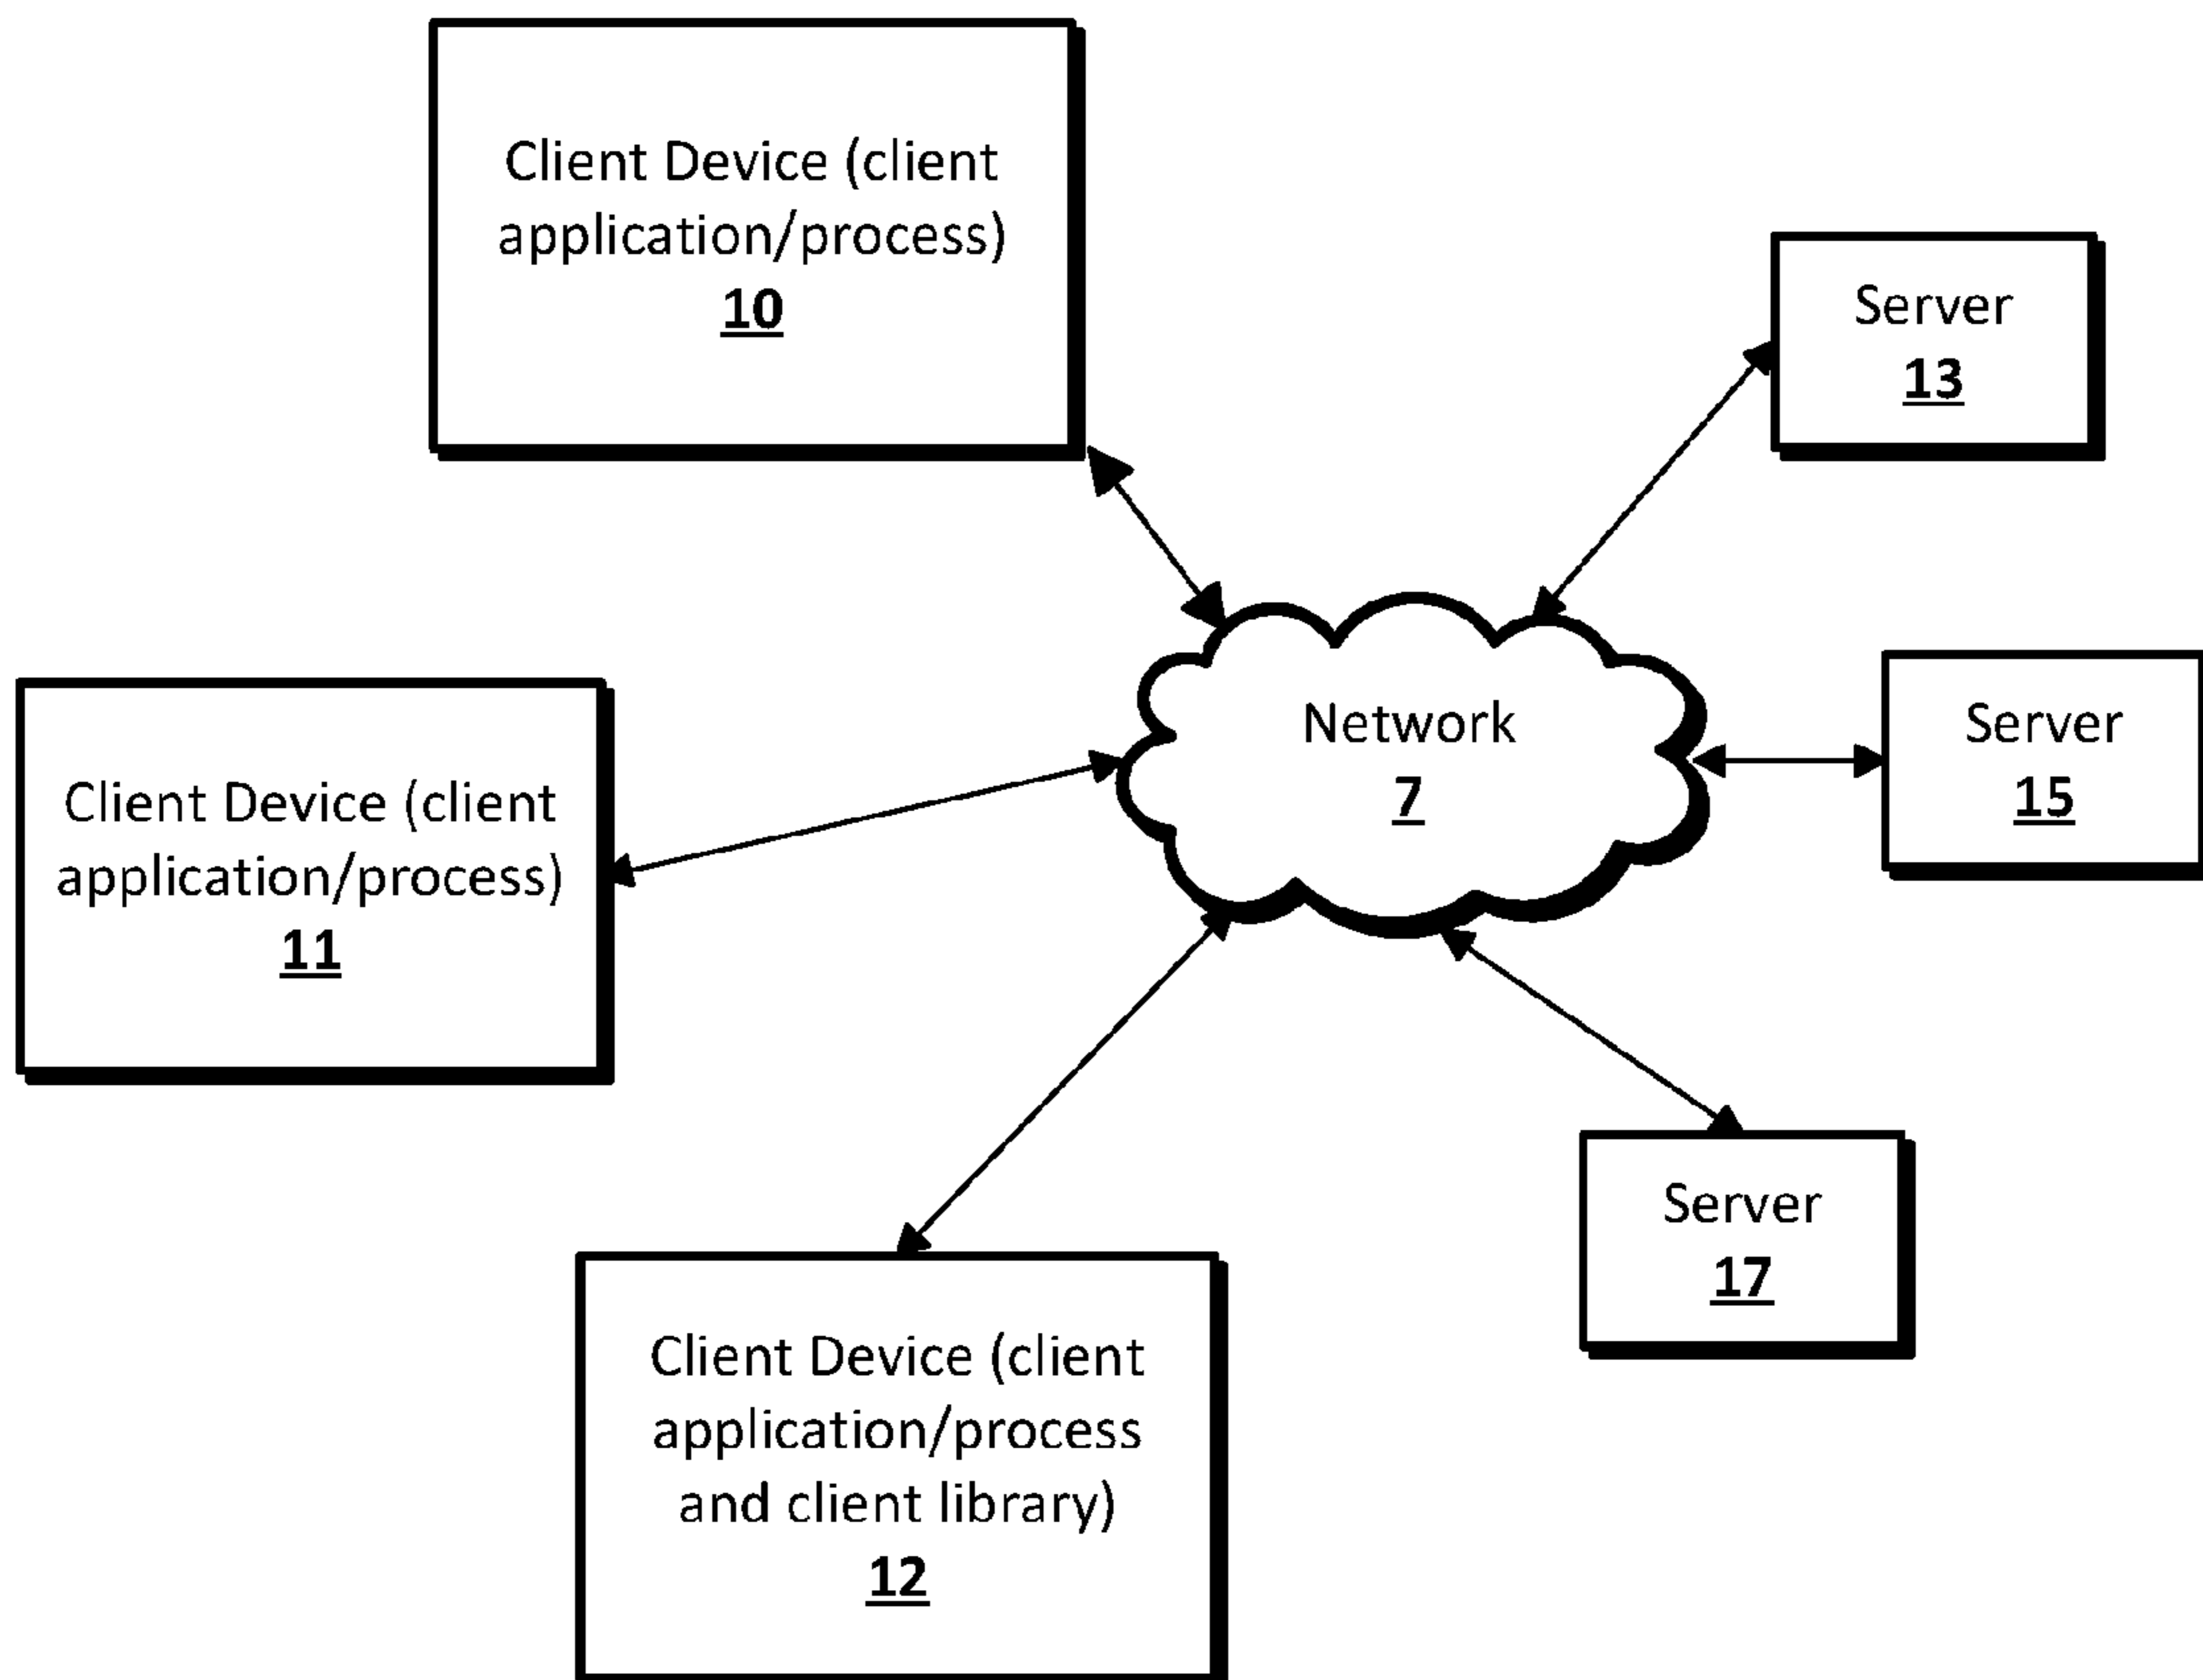 Client Device (client
application/process)
10
Server
13
Network
7
Server
15
Client Device (client
application/process)
11
Server
17
Client Device (client
application/process
and client library)
12